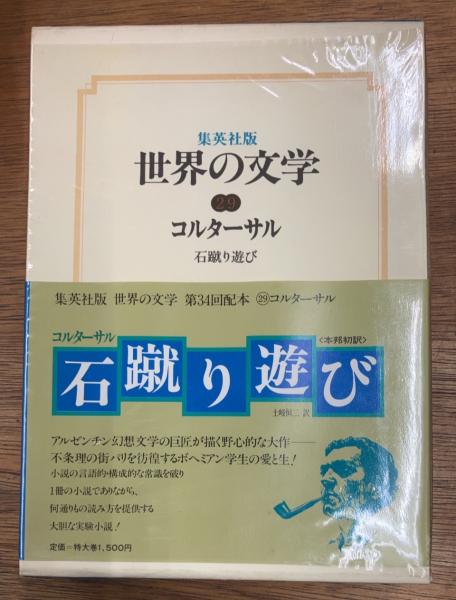 集英社版
世界の文学
29
コルターサル
石蹴り遊び
集英社版 世界の文学 第34回配本 ㉙コルターサル
コルターサル
〈本邦初訳〉
石蹴り遊び
土岐恒二 訳
アルゼンチン幻想文学の巨匠が描く野心的な大作――
不条理の街パリを彷徨するボヘミアン学生の愛と生!
小説の言語的・構成的な常識を破り
1冊の小説でありながら、
何通りもの読み方を提供する
大胆な実験小説!
定価=特大巻1,500円